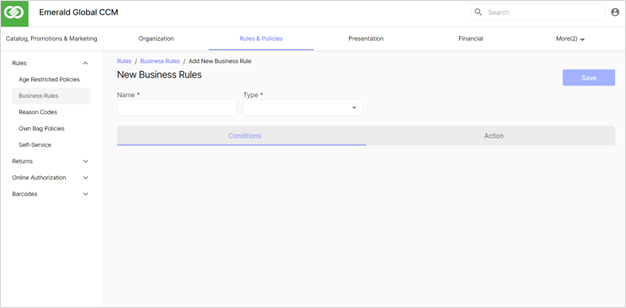 Emerald Global CCM
Search
Catalog, Promotions & Marketing
Organization
Rules & Policies
Presentation
Financial
More(2)
Rules
Age Restricted Policies
Business Rules
Reason Codes
Own Bag Policies
Self-Service
Returns
Online Authorization
Barcodes
Rules / Business Rules / Add New Business Rule
New Business Rules
Save
Name *
Type *
Conditions
Action